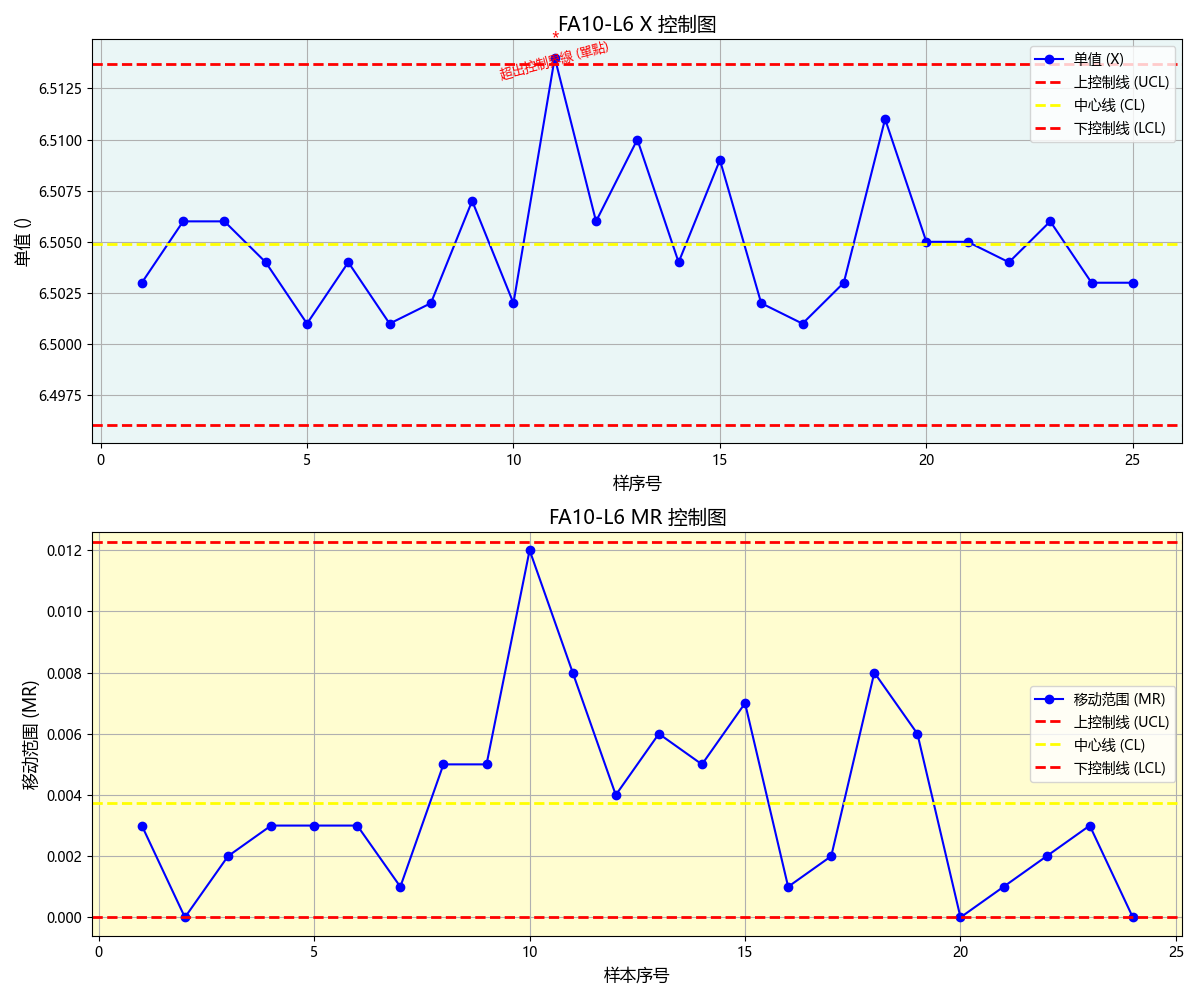 FA10-L6 X 控制图
*
超出控制界線 (單點)
单值 (X)
上控制线 (UCL)
中心线 (CL)
下控制线 (LCL)
单值 ()
6.5125
6.5100
6.5075
6.5050
6.5025
6.5000
6.4975
0 5 10 15 20 25
样序号
FA10-L6 MR 控制图
移动范围 (MR)
上控制线 (UCL)
中心线 (CL)
下控制线 (LCL)
移动范围 (MR)
0.012
0.010
0.008
0.006
0.004
0.002
0.000
0 5 10 15 20 25
样本序号